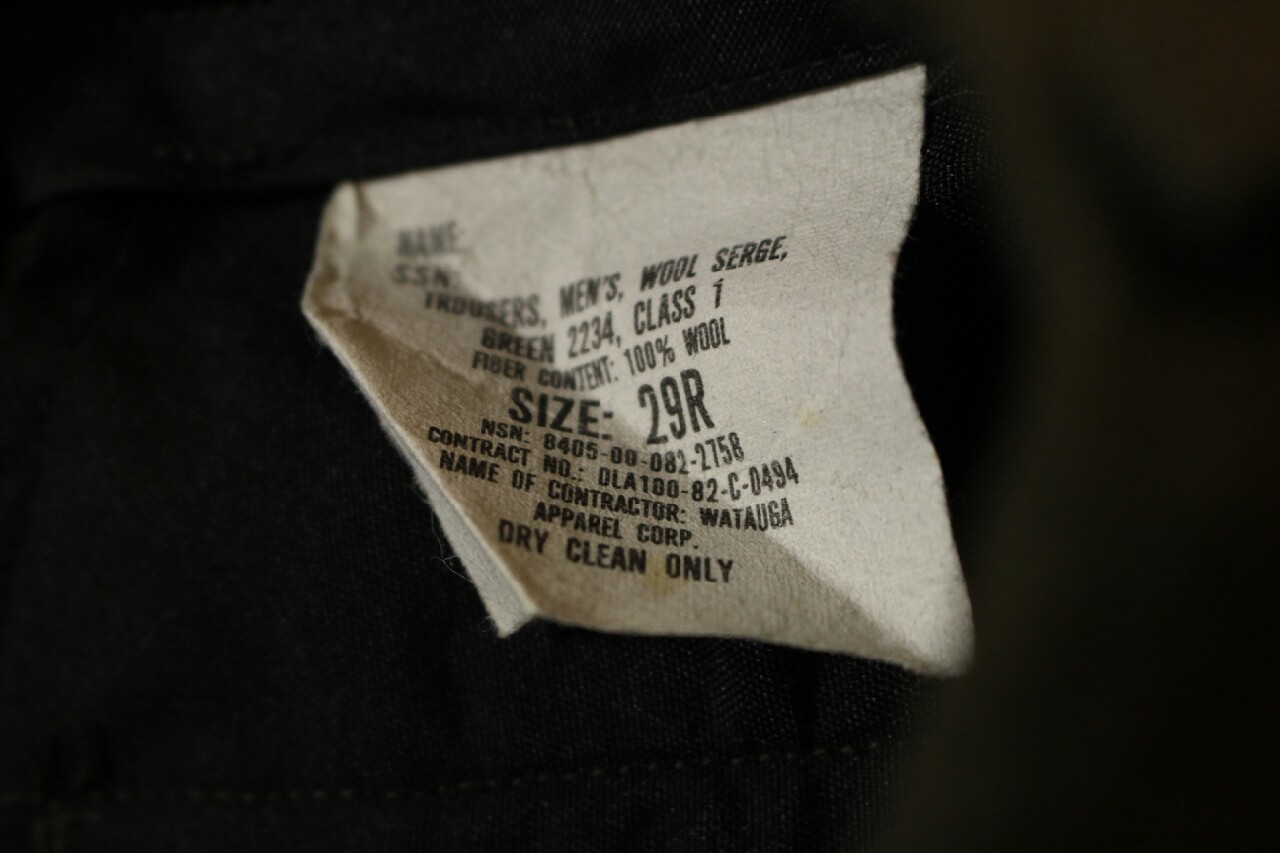 NAME:
SSN:
TROUSERS, MEN'S, WOOL SERGE,
GREEN 2234, CLASS 1
FIBER CONTENT: 100% WOOL
SIZE: 29R
NSN: 8405-00-082-2758
CONTRACT NO.: DLA100-82-C-0494
NAME OF CONTRACTOR: WATAUGA
APPAREL CORP.
DRY CLEAN ONLY